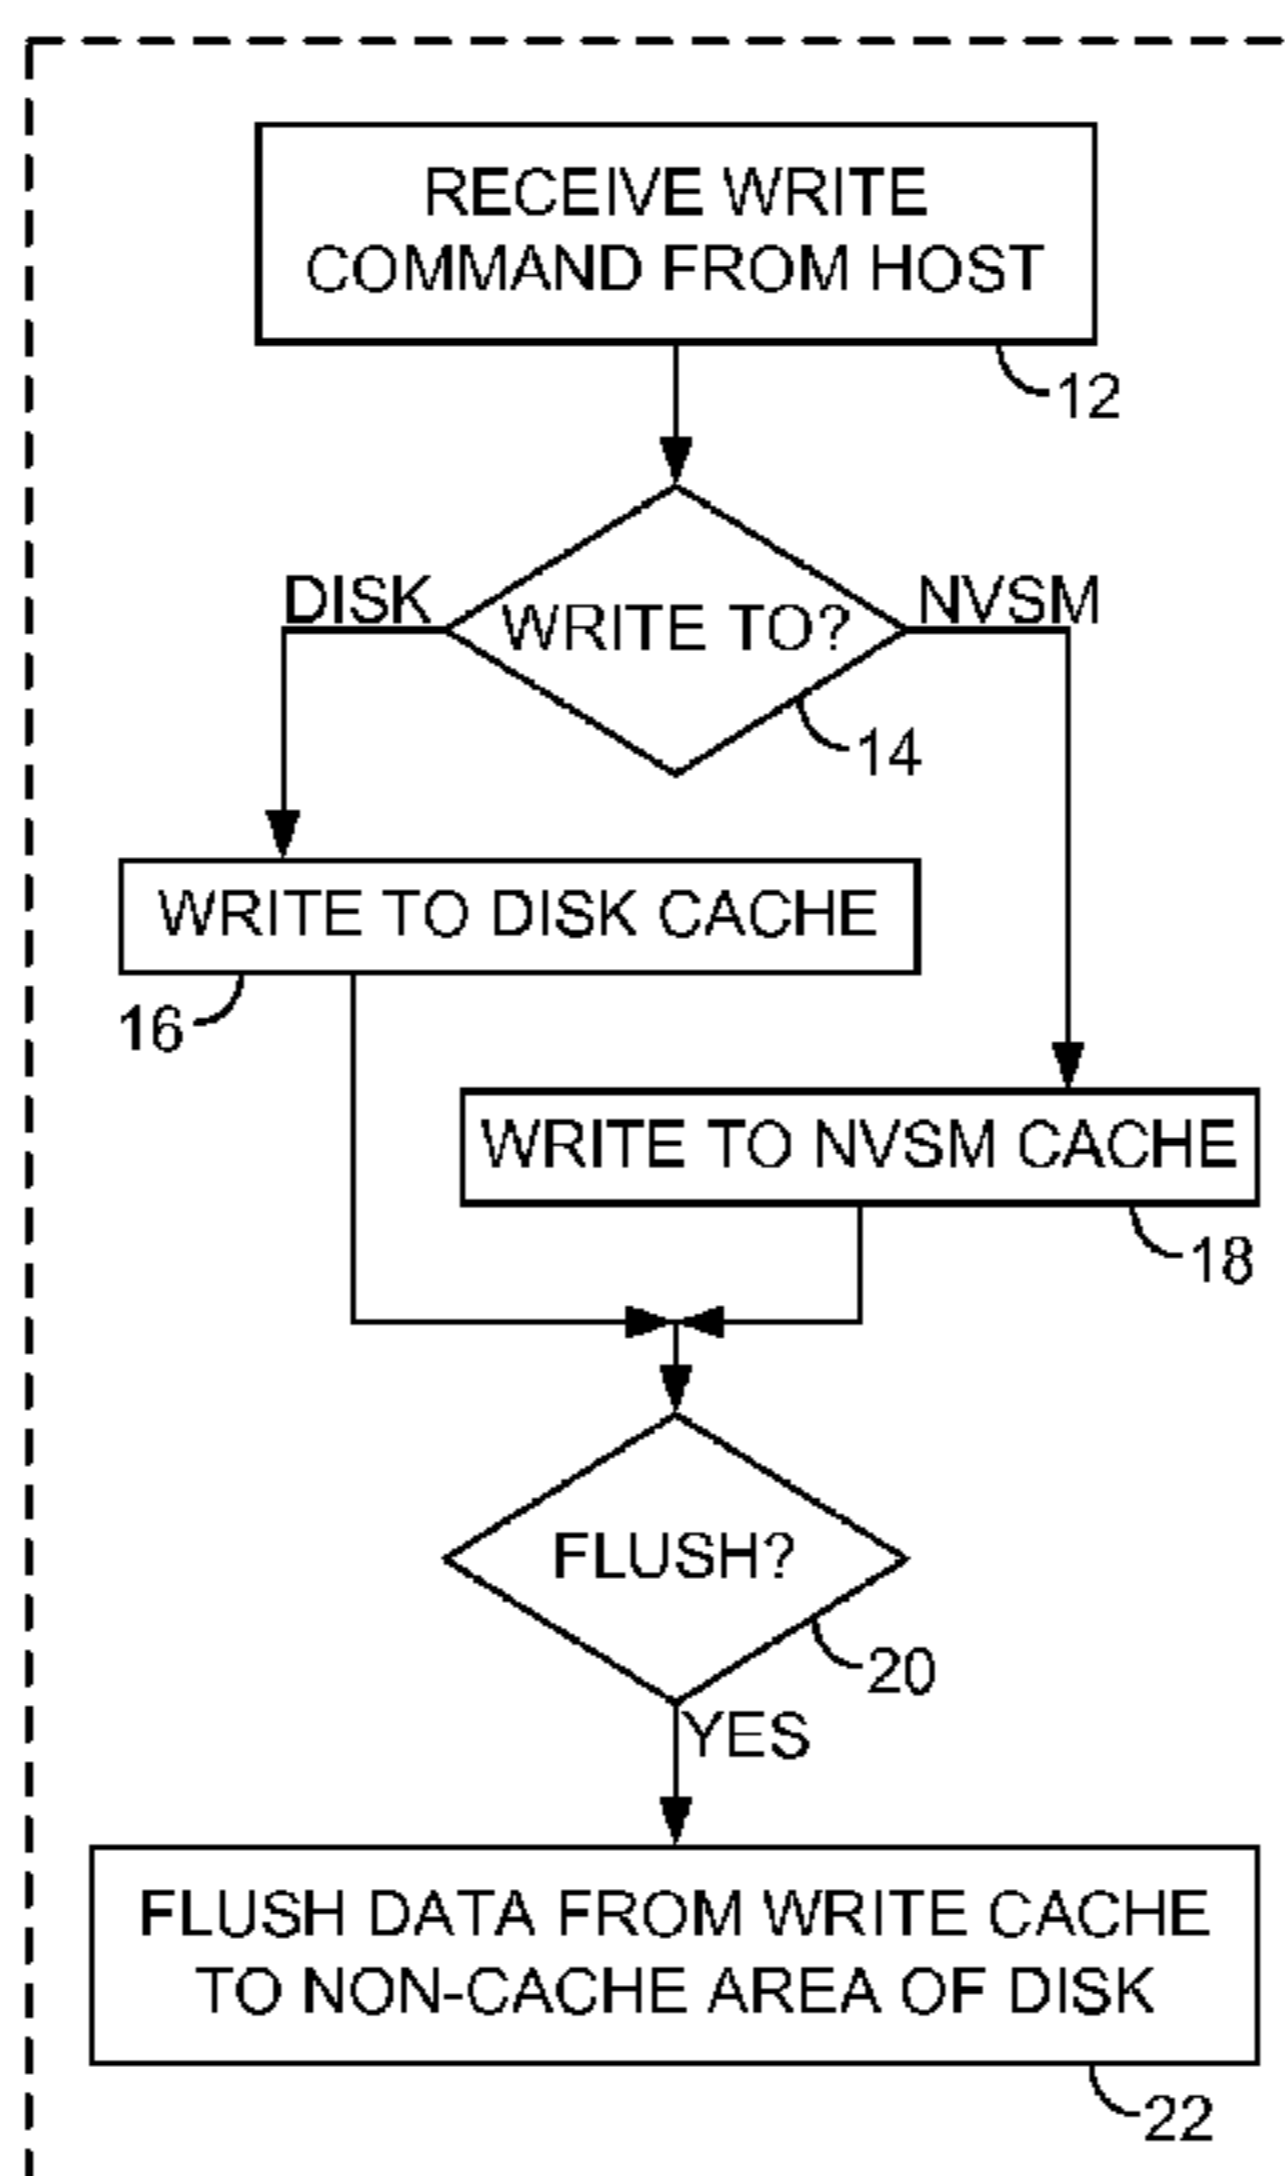 RECEIVE WRITE
COMMAND FROM HOST
12
DISK
NVSM
WRITE TO?
14
WRITE TO DISK CACHE
16
WRITE TO NVSM CACHE
18
FLUSH?
20
YES
FLUSH DATA FROM WRITE CACHE
TO NON-CACHE AREA OF DISK
22